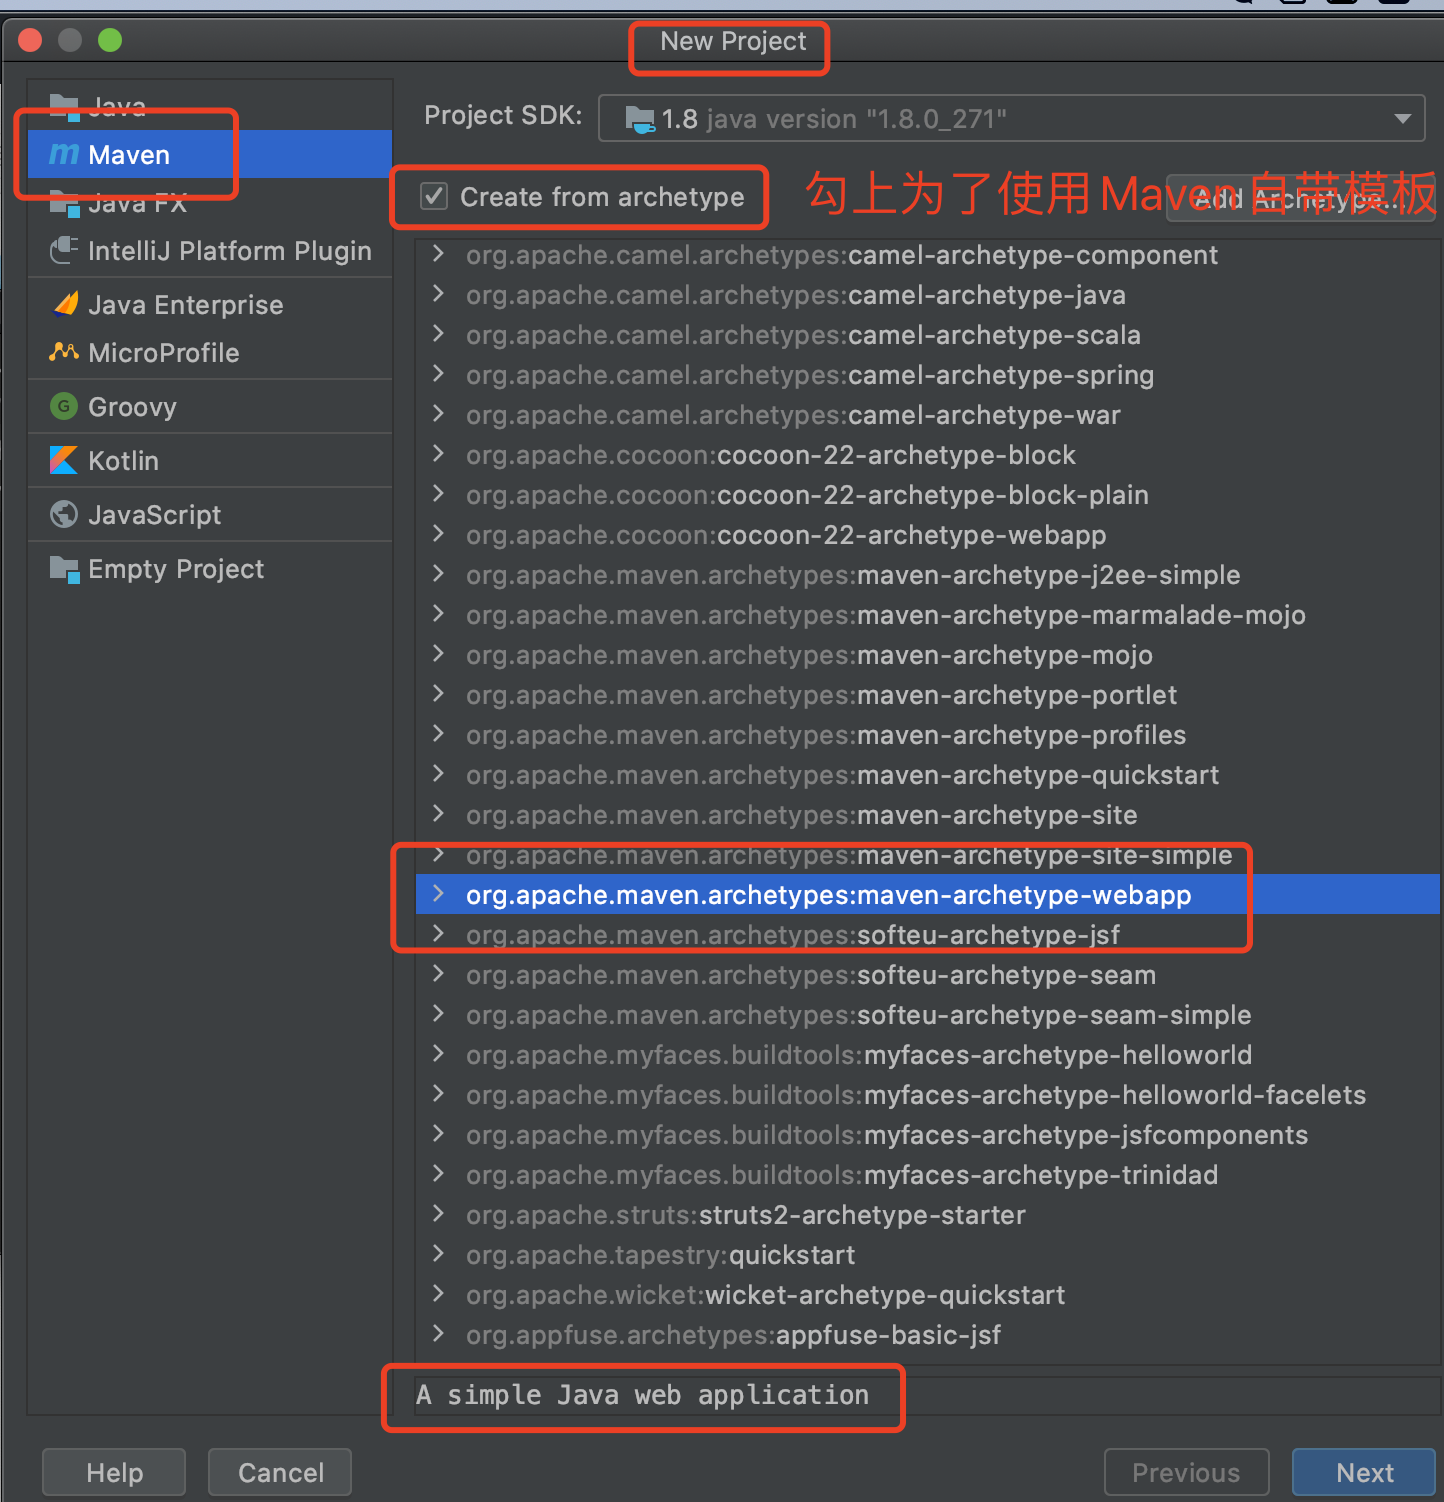 New Project
Java
Maven
Java FX
IntelliJ Platform Plugin
Java Enterprise
MicroProfile
Groovy
Kotlin
JavaScript
Empty Project
Project SDK: 1.8 java version "1.8.0_271"
Create from archetype
勾上为了使用Maven自带模板
Add Archetype...
org.apache.camel.archetypes:camel-archetype-component
org.apache.camel.archetypes:camel-archetype-java
org.apache.camel.archetypes:camel-archetype-scala
org.apache.camel.archetypes:camel-archetype-spring
org.apache.camel.archetypes:camel-archetype-war
org.apache.cocoon:cocoon-22-archetype-block
org.apache.cocoon:cocoon-22-archetype-block-plain
org.apache.cocoon:cocoon-22-archetype-webapp
org.apache.maven.archetypes:maven-archetype-j2ee-simple
org.apache.maven.archetypes:maven-archetype-marmalade-mojo
org.apache.maven.archetypes:maven-archetype-mojo
org.apache.maven.archetypes:maven-archetype-portlet
org.apache.maven.archetypes:maven-archetype-profiles
org.apache.maven.archetypes:maven-archetype-quickstart
org.apache.maven.archetypes:maven-archetype-site
org.apache.maven.archetypes:maven-archetype-site-simple
org.apache.maven.archetypes:maven-archetype-webapp
org.apache.maven.archetypes:softeu-archetype-jsf
org.apache.maven.archetypes:softeu-archetype-seam
org.apache.maven.archetypes:softeu-archetype-seam-simple
org.apache.myfaces.buildtools:myfaces-archetype-helloworld
org.apache.myfaces.buildtools:myfaces-archetype-helloworld-facelets
org.apache.myfaces.buildtools:myfaces-archetype-jsfcomponents
org.apache.myfaces.buildtools:myfaces-archetype-trinidad
org.apache.struts:struts2-archetype-starter
org.apache.tapestry:quickstart
org.apache.wicket:wicket-archetype-quickstart
org.appfuse.archetypes:appfuse-basic-jsf
A simple Java web application
Help
Cancel
Previous
Next